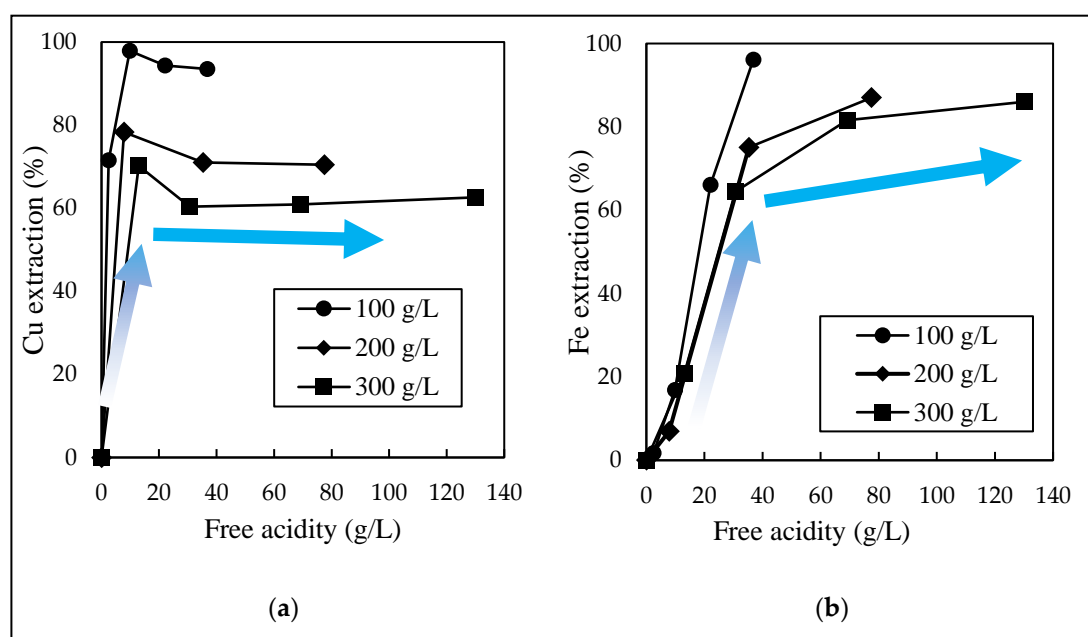 100
80
60
40
20
0
Cu extraction (%)
100 g/L
200 g/L
300 g/L
0 20 40 60 80 100 120 140
Free acidity (g/L)
(a)
100
80
60
40
20
0
Fe extraction (%)
100 g/L
200 g/L
300 g/L
0 20 40 60 80 100 120 140
Free acidity (g/L)
(b)